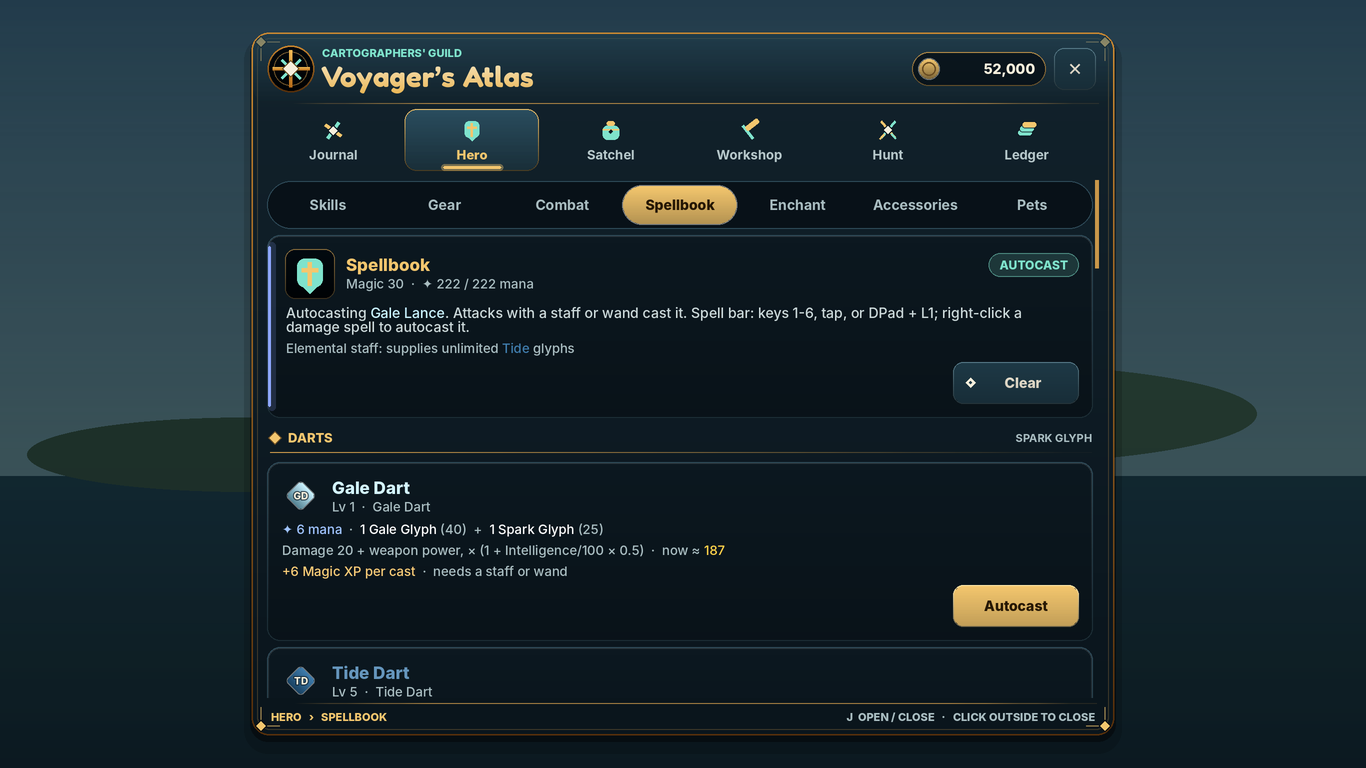 CARTOGRAPHERS' GUILD
Voyager’s Atlas
52,000
×
Journal
Hero
Satchel
Workshop
Hunt
Ledger
Skills
Gear
Combat
Spellbook
Enchant
Accessories
Pets
Spellbook
AUTOCAST
Magic 30 · ✦ 222 / 222 mana
Autocasting Gale Lance. Attacks with a staff or wand cast it. Spell bar: keys 1-6, tap, or DPad + L1; right-click a
damage spell to autocast it.
Elemental staff: supplies unlimited Tide glyphs
Clear
DARTS
SPARK GLYPH
GD
Gale Dart
Lv 1 · Gale Dart
✦ 6 mana · 1 Gale Glyph (40) + 1 Spark Glyph (25)
Damage 20 + weapon power, × (1 + Intelligence/100 × 0.5) · now ≈ 187
+6 Magic XP per cast · needs a staff or wand
Autocast
TD
Tide Dart
Lv 5 · Tide Dart
HERO › SPELLBOOK
J OPEN / CLOSE · CLICK OUTSIDE TO CLOSE